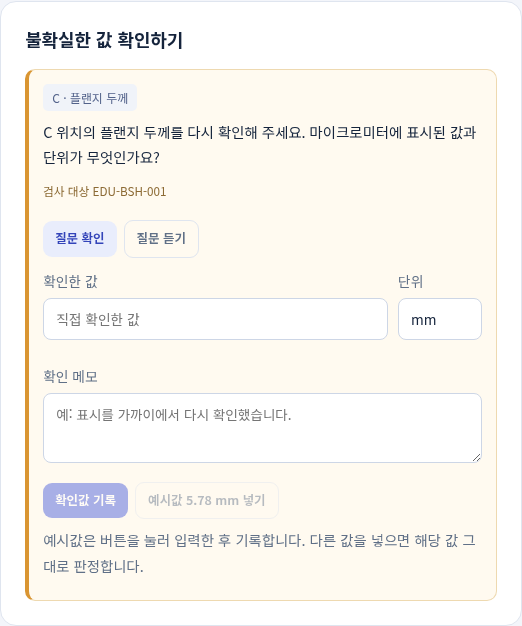 불확실한 값 확인하기
C · 플랜지 두께
C 위치의 플랜지 두께를 다시 확인해 주세요. 마이크로미터에 표시된 값과
단위가 무엇인가요?
검사 대상 EDU-BSH-001
질문 확인 질문 듣기
확인한 값 단위
직접 확인한 값 mm
확인 메모
예: 표시를 가까이에서 다시 확인했습니다.
확인값 기록 예시값 5.78 mm 넣기
예시값은 버튼을 눌러 입력한 후 기록합니다. 다른 값을 넣으면 해당 값 그
대로 판정합니다.